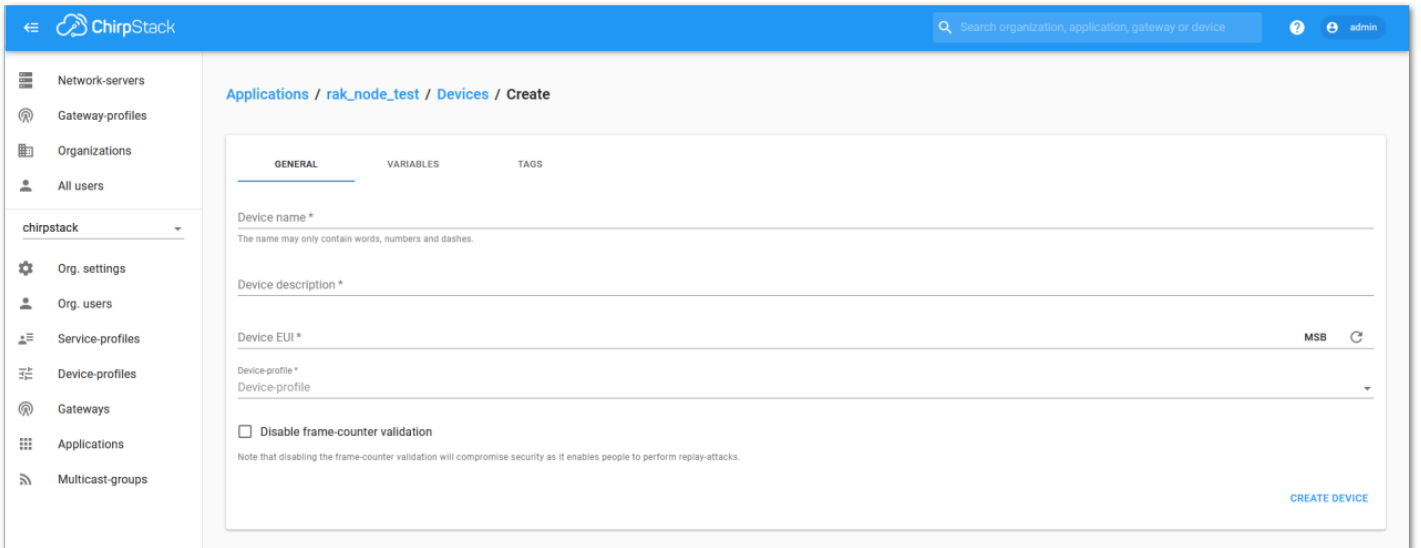 ChirpStack
Search organization, application, gateway or device
? admin
Network-servers
Gateway-profiles
Organizations
All users
chirpstack
Org. settings
Org. users
Service-profiles
Device-profiles
Gateways
Applications
Multicast-groups
Applications / rak_node_test / Devices / Create
GENERAL VARIABLES TAGS
Device name *
The name may only contain words, numbers and dashes.
Device description *
Device EUI * MSB
Device-profile *
Device-profile
Disable frame-counter validation
Note that disabling the frame-counter validation will compromise security as it enables people to perform replay-attacks.
CREATE DEVICE